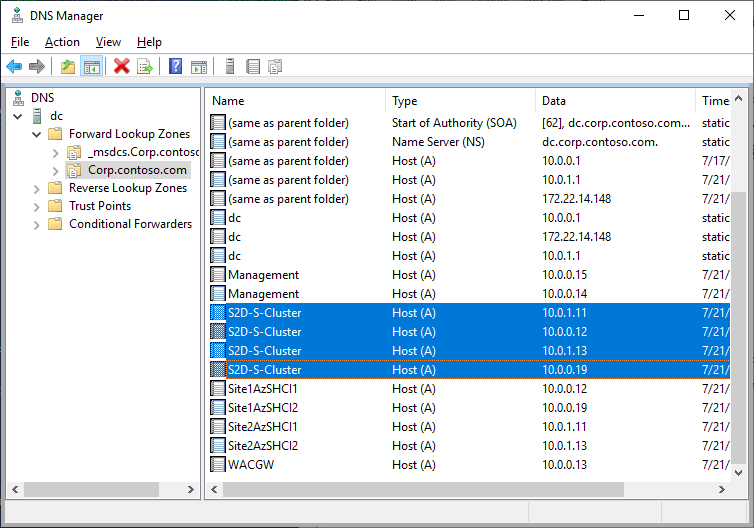 DNS Manager
File Action View Help
DNS
dc
Forward Lookup Zones
_msdcs.Corp.contoso
Corp.contoso.com
Reverse Lookup Zones
Trust Points
Conditional Forwarders
Name Type Data Time
(same as parent folder) Start of Authority (SOA) [62], dc.corp.contoso.com... static
(same as parent folder) Name Server (NS) dc.corp.contoso.com. static
(same as parent folder) Host (A) 10.0.0.1 7/17/
(same as parent folder) Host (A) 10.0.1.1 7/21/
(same as parent folder) Host (A) 172.22.14.148 7/21/
dc Host (A) 10.0.0.1 static
dc Host (A) 172.22.14.148 static
dc Host (A) 10.0.1.1 static
Management Host (A) 10.0.0.15 7/21/
Management Host (A) 10.0.0.14 7/21/
S2D-S-Cluster Host (A) 10.0.1.11 7/21/
S2D-S-Cluster Host (A) 10.0.0.12 7/21/
S2D-S-Cluster Host (A) 10.0.1.13 7/21/
S2D-S-Cluster Host (A) 10.0.0.19 7/21/
Site1AzSHCI1 Host (A) 10.0.0.12 7/21/
Site1AzSHCI2 Host (A) 10.0.0.19 7/21/
Site2AzSHCI1 Host (A) 10.0.1.11 7/21/
Site2AzSHCI2 Host (A) 10.0.1.13 7/21/
WACGW Host (A) 10.0.0.13 7/21/